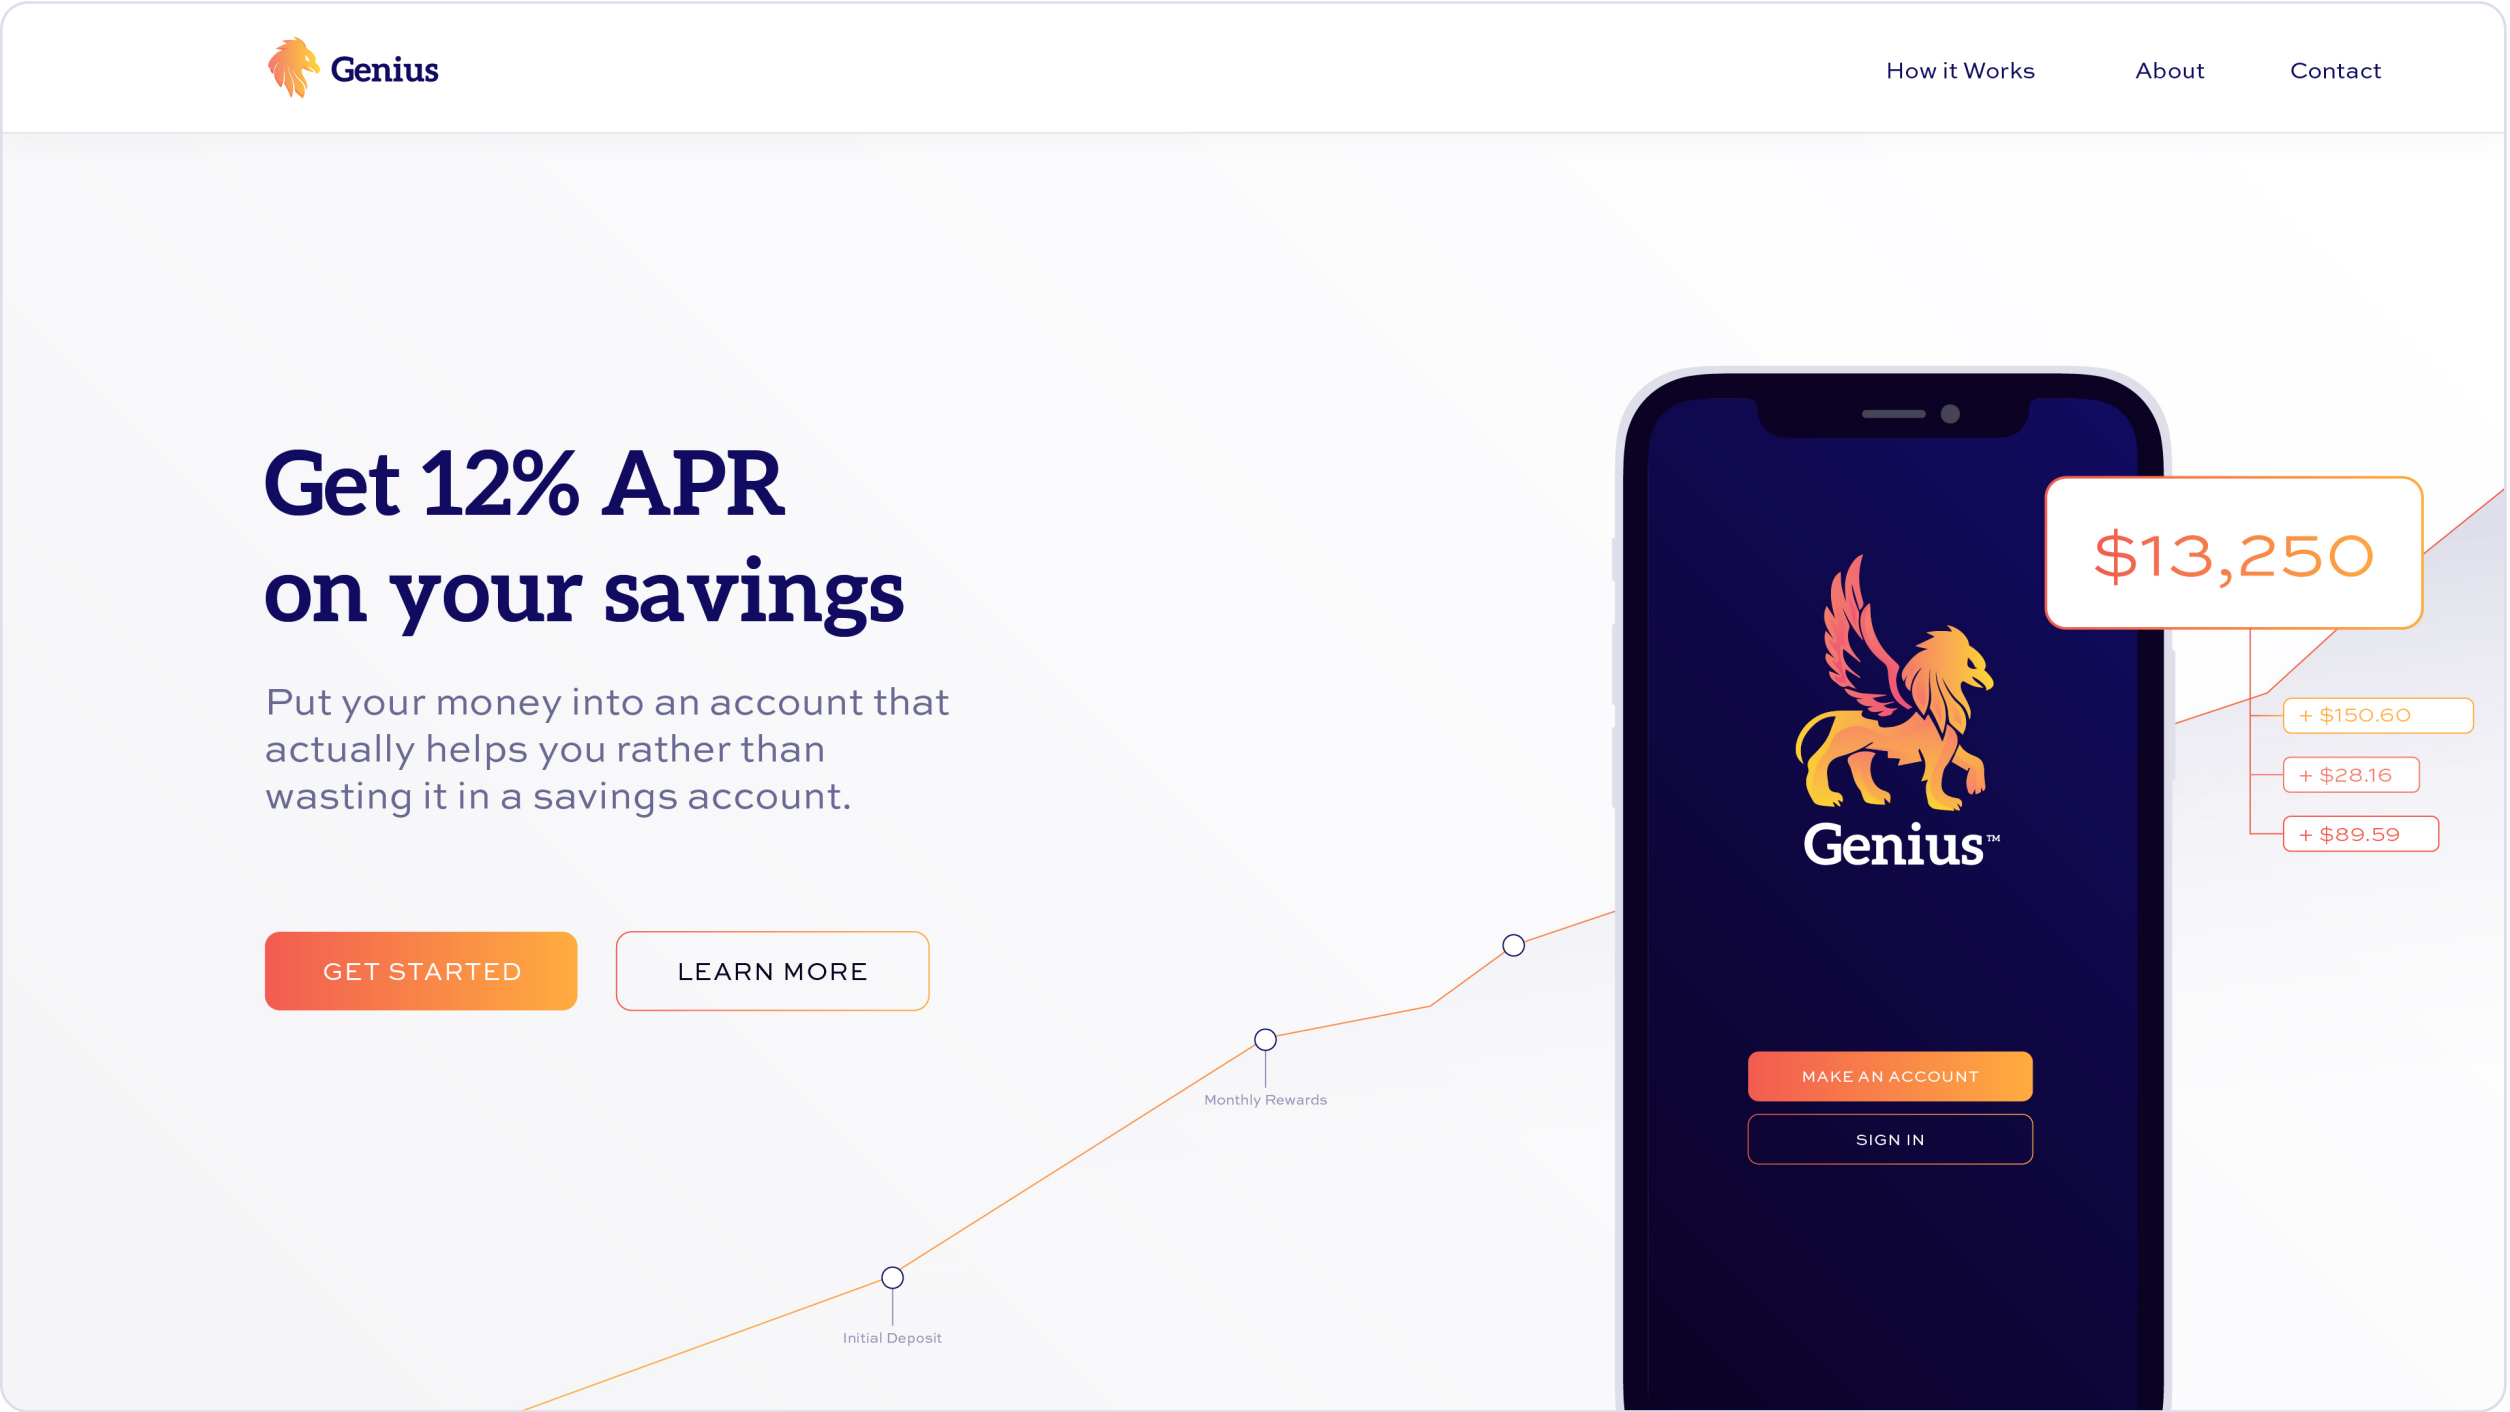 Genius
How it Works
About
Contact
Get 12% APR
on your savings
Put your money into an account that
actually helps you rather than
wasting it in a savings account.
GET STARTED
LEARN MORE
Monthly Rewards
Initial Deposit
$13,250
+ $150.60
+ $28.16
+ $89.59
Genius™
MAKE AN ACCOUNT
SIGN IN